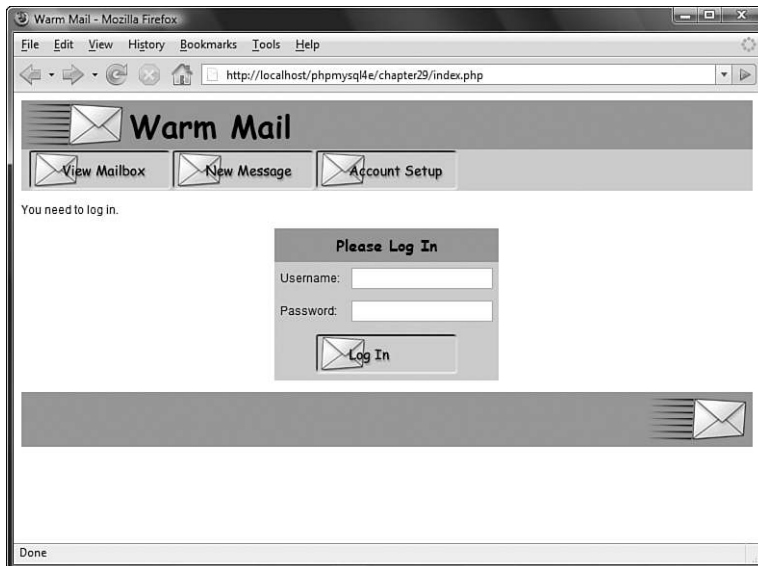 Warm Mail - Mozilla Firefox
File Edit View History Bookmarks Tools Help
http://localhost/phpmysql4e/chapter29/index.php
Warm Mail
View Mailbox New Message Account Setup
You need to log in.
Please Log In
Username:
Password:
Log In
Done